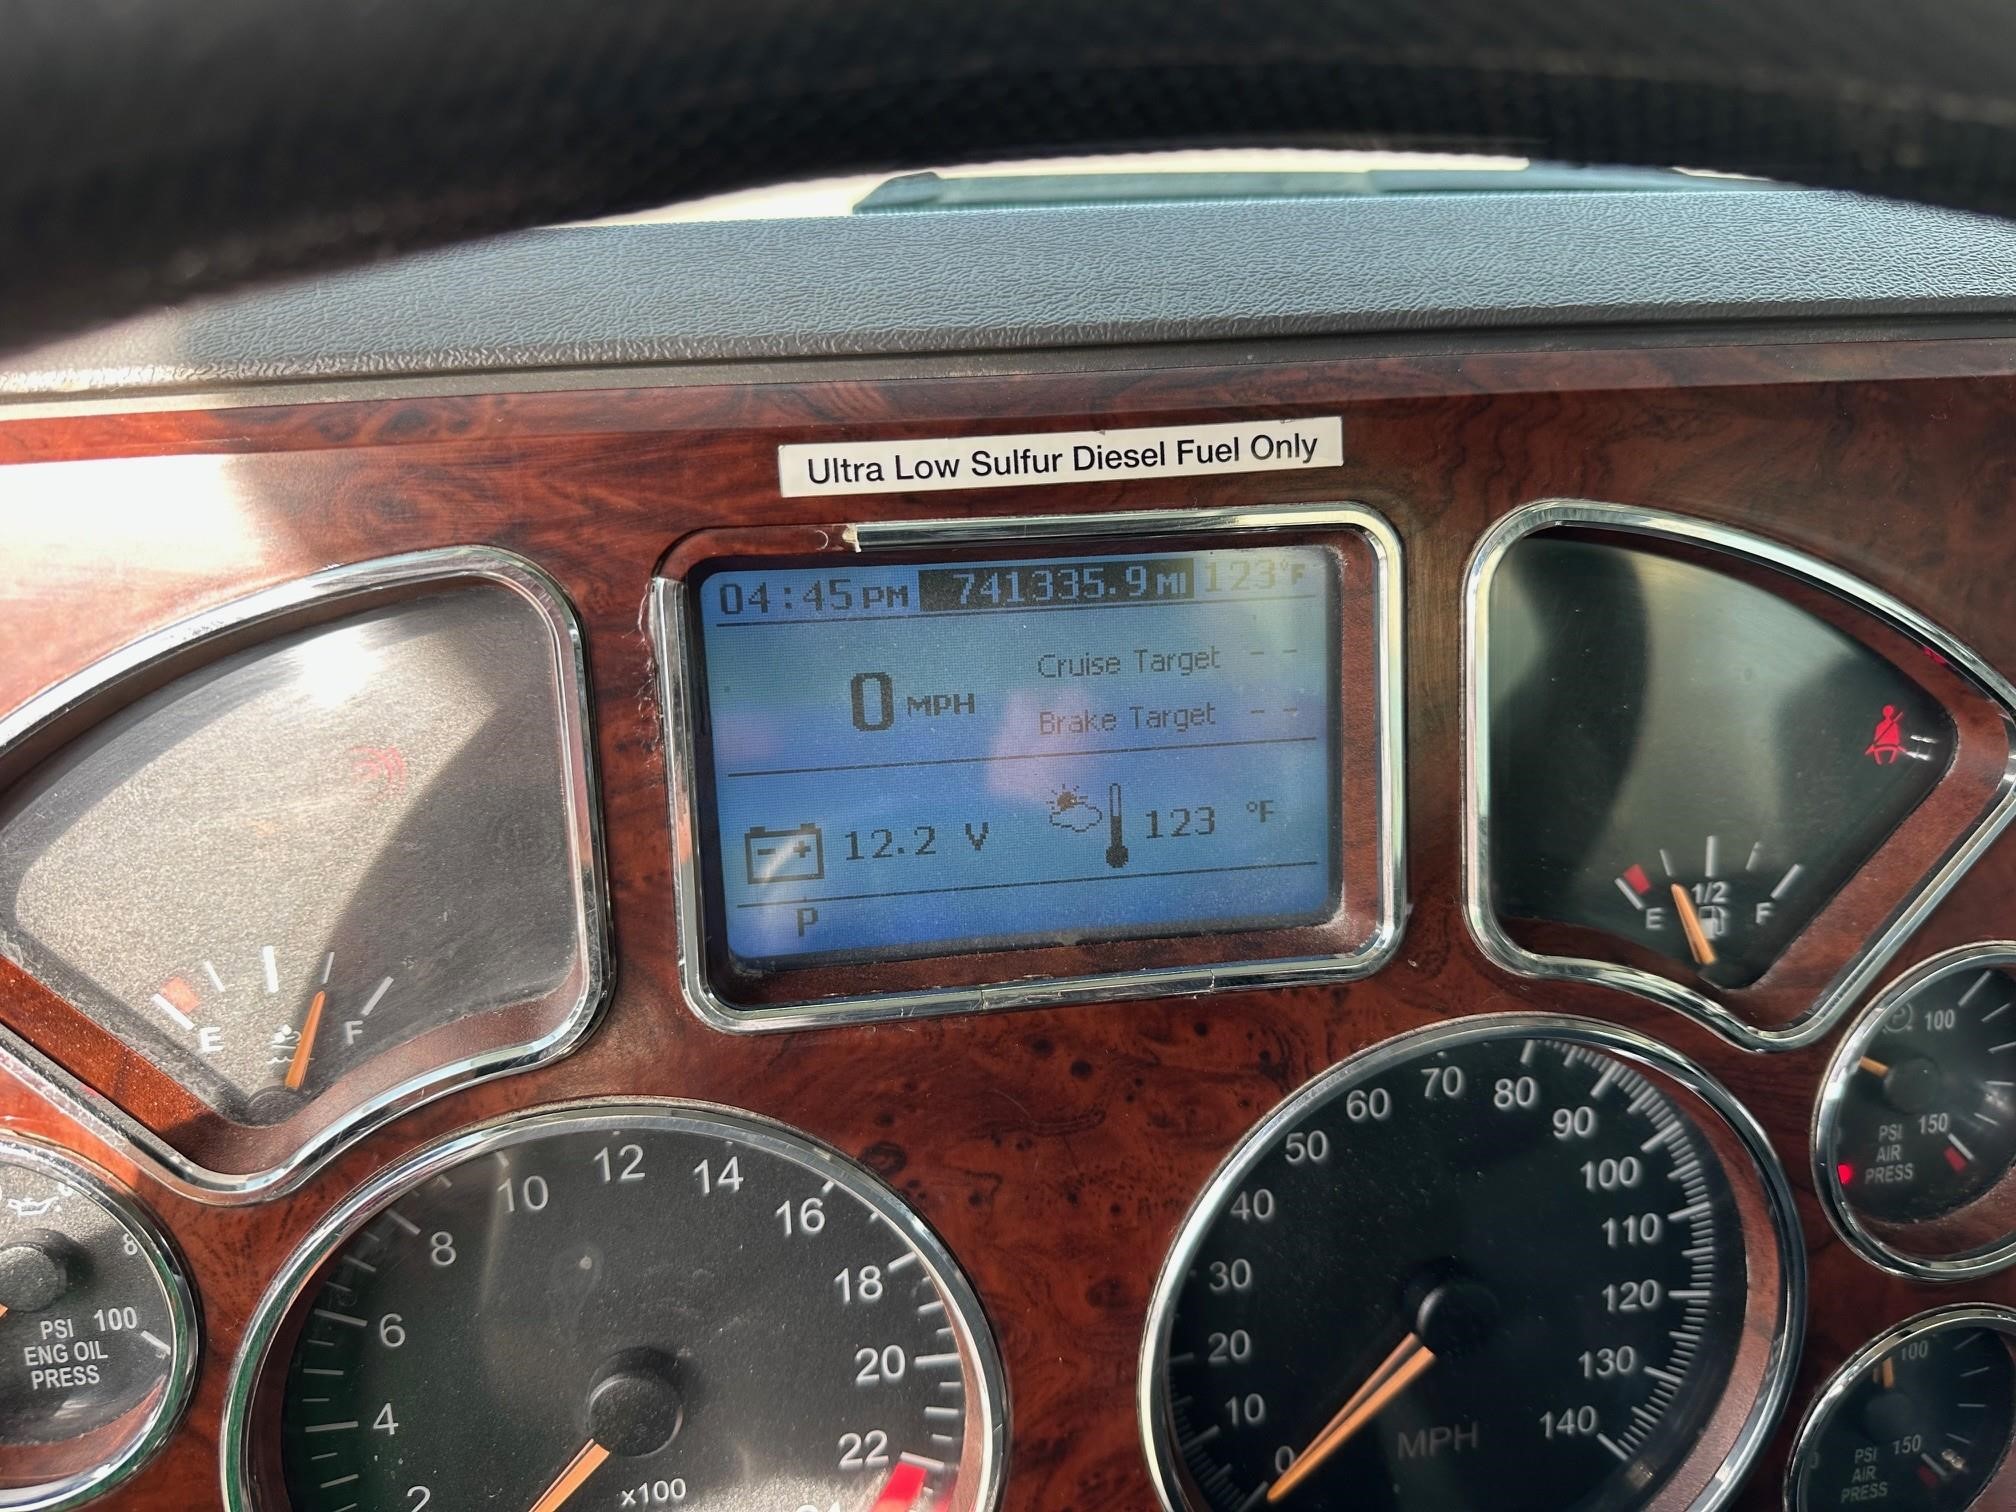 Ultra Low Sulfur Diesel Fuel Only
04:45 PM 741335.9 MI 123°F
0 MPH
Cruise Target - -
Brake Target - -
12.2 V
123 °F
P
E F
E 1/2 F
8
100
PSI
ENG OIL
PRESS
2 4 6 8 10 12 14 16 18 20 22
x100
0 10 20 30 40 50 60 70 80 90 100 110 120 130 140
MPH
100
150
PSI
AIR
PRESS
100
150
PSI
AIR
PRESS